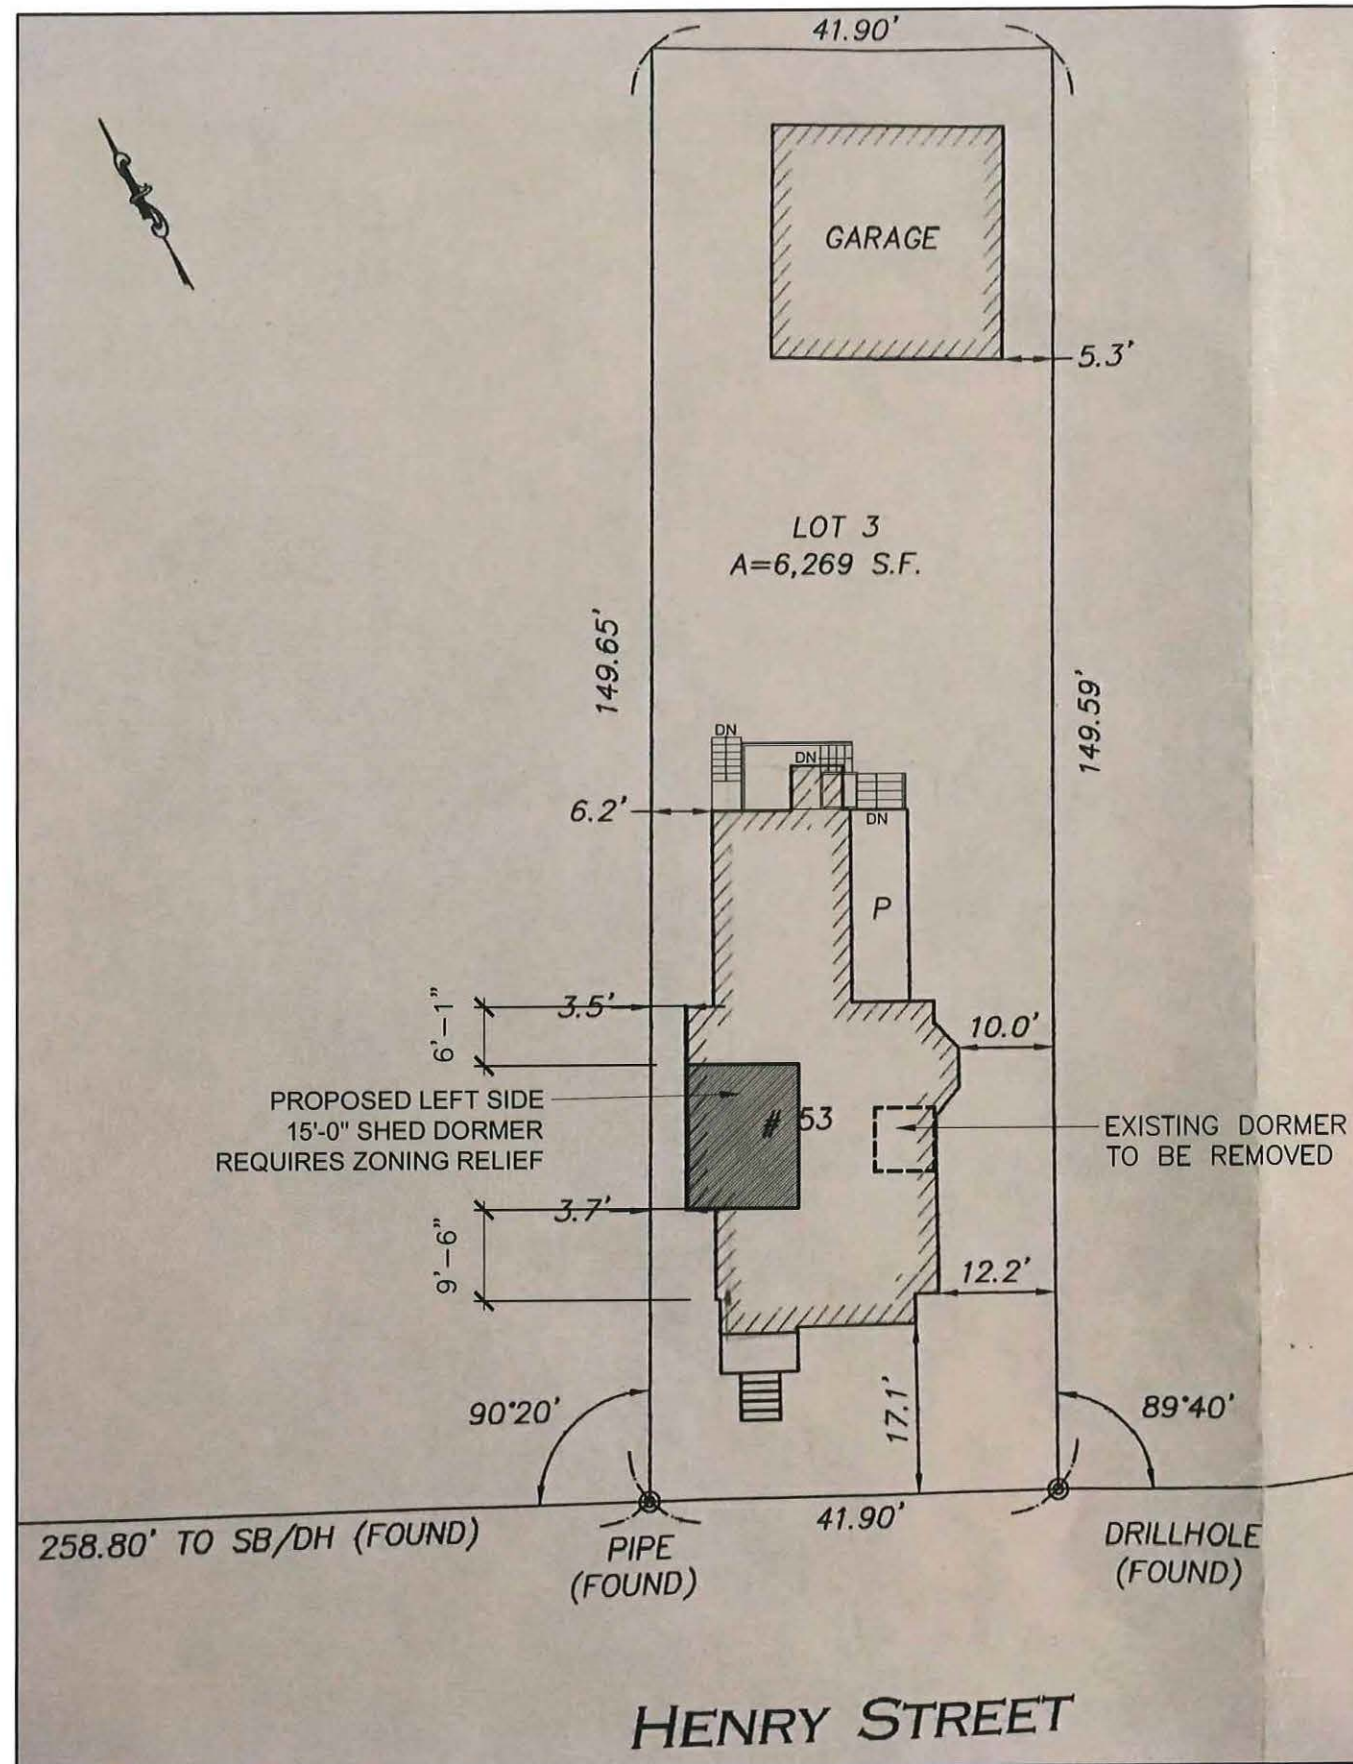 41.90'
GARAGE
5.3'
LOT 3
A=6,269 S.F.
149.65'
149.59'
DN
DN
6.2'
DN
P
6'-1"
3.5'
10.0'
PROPOSED LEFT SIDE
15'-0" SHED DORMER
REQUIRES ZONING RELIEF
# 53
EXISTING DORMER
TO BE REMOVED
3.7'
9'-6"
12.2'
17.1'
90°20'
89°40'
258.80' TO SB/DH (FOUND)
41.90'
PIPE
(FOUND)
DRILLHOLE
(FOUND)
HENRY STREET